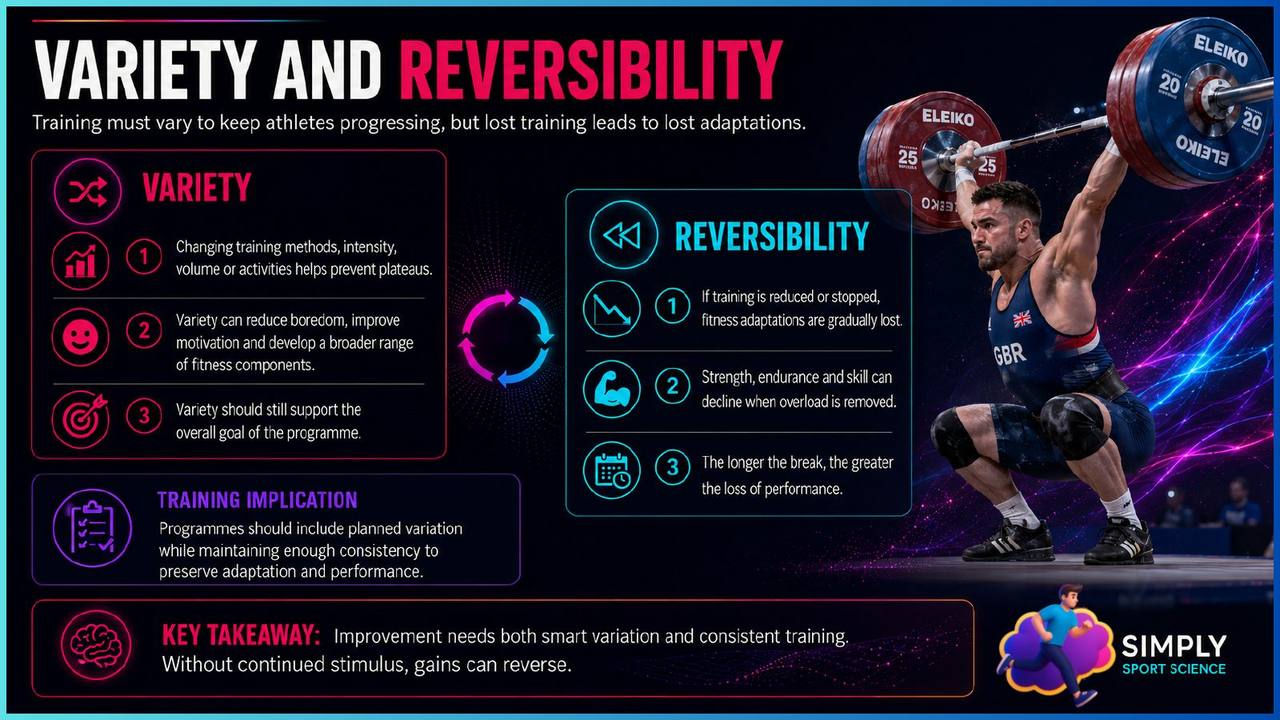 VARIETY AND REVERSIBILITY
Training must vary to keep athletes progressing, but lost training leads to lost adaptations.
VARIETY
1
Changing training methods, intensity,
volume or activities helps prevent plateaus.
2
Variety can reduce boredom, improve
motivation and develop a broader range
of fitness components.
3
Variety should still support the
overall goal of the programme.
REVERSIBILITY
1
If training is reduced or stopped,
fitness adaptations are gradually lost.
2
Strength, endurance and skill can
decline when overload is removed.
3
The longer the break, the greater
the loss of performance.
TRAINING IMPLICATION
Programmes should include planned variation
while maintaining enough consistency to
preserve adaptation and performance.
KEY TAKEAWAY: Improvement needs both smart variation and consistent training.
Without continued stimulus, gains can reverse.
ELEIKO
25
25
ELEIKO
20
20
ELEIKO
GBR
SIMPLY
SPORT SCIENCE